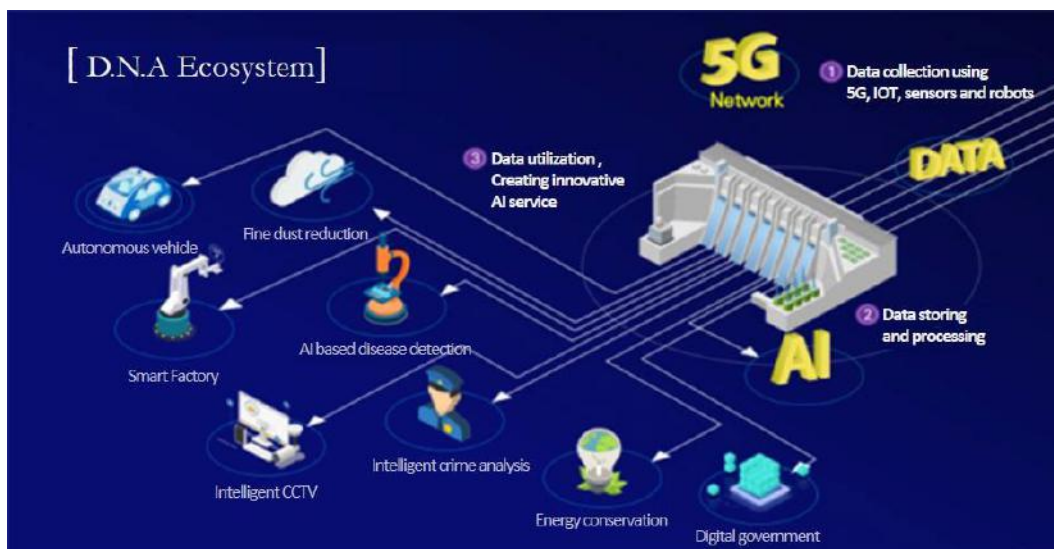 [ D.N.A Ecosystem]
5G
Network
1 Data collection using
5G, IOT, sensors and robots
DATA
3 Data utilization ,
Creating innovative
AI service
Autonomous vehicle
Fine dust reduction
2 Data storing
and processing
AI
AI based disease detection
Smart Factory
Intelligent crime analysis
Intelligent CCTV
Energy conservation
Digital government